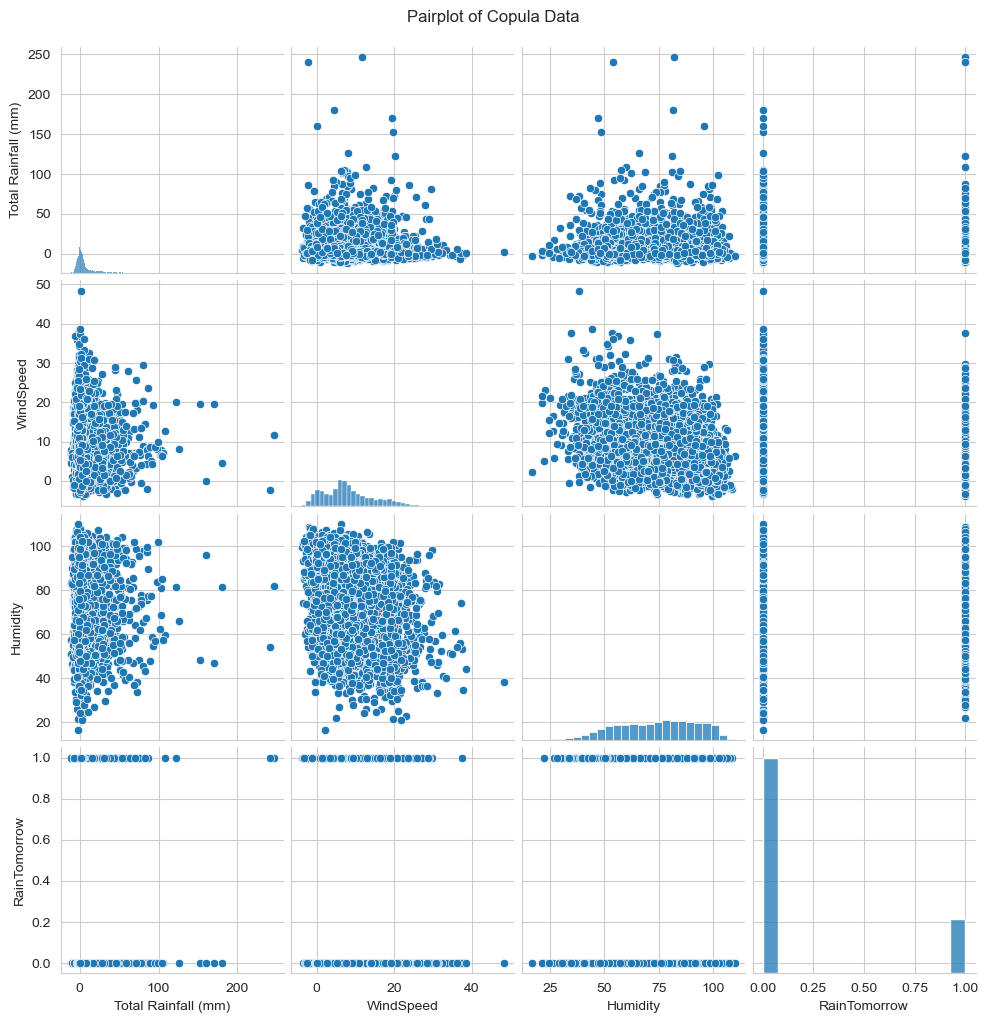 Pairplot of Copula Data
250
200
150
100
50
0
Total Rainfall (mm)
50
40
30
20
10
0
WindSpeed
100
80
60
40
20
Humidity
1.0
0.8
0.6
0.4
0.2
0.0
RainTomorrow
0 200
0 20 40
25 50 75 100
0.00 0.25 0.50 0.75 1.00
Total Rainfall (mm) WindSpeed Humidity RainTomorrow